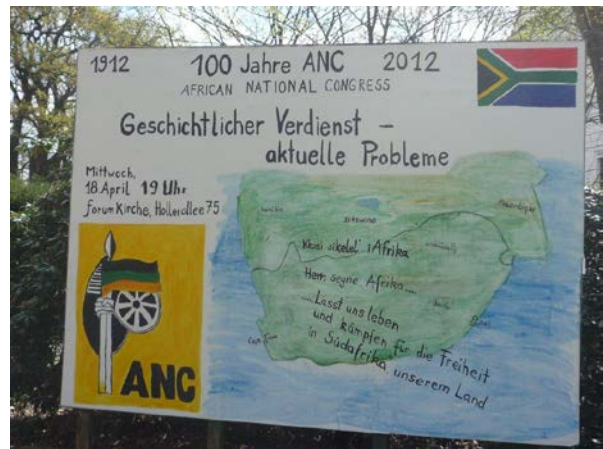 1912 100 Jahre ANC 2012
AFRICAN NATIONAL CONGRESS
Geschichtlicher Verdienst –
aktuelle Probleme
Mittwoch,
18. April 19 Uhr
forum Kirche, Hollerallee 75
Nkosi sikelel' iAfrika
Herr, segne Afrika....
...Lasst uns leben
und kämpfen für die Freiheit
in Südafrika, unserem Land
ANC